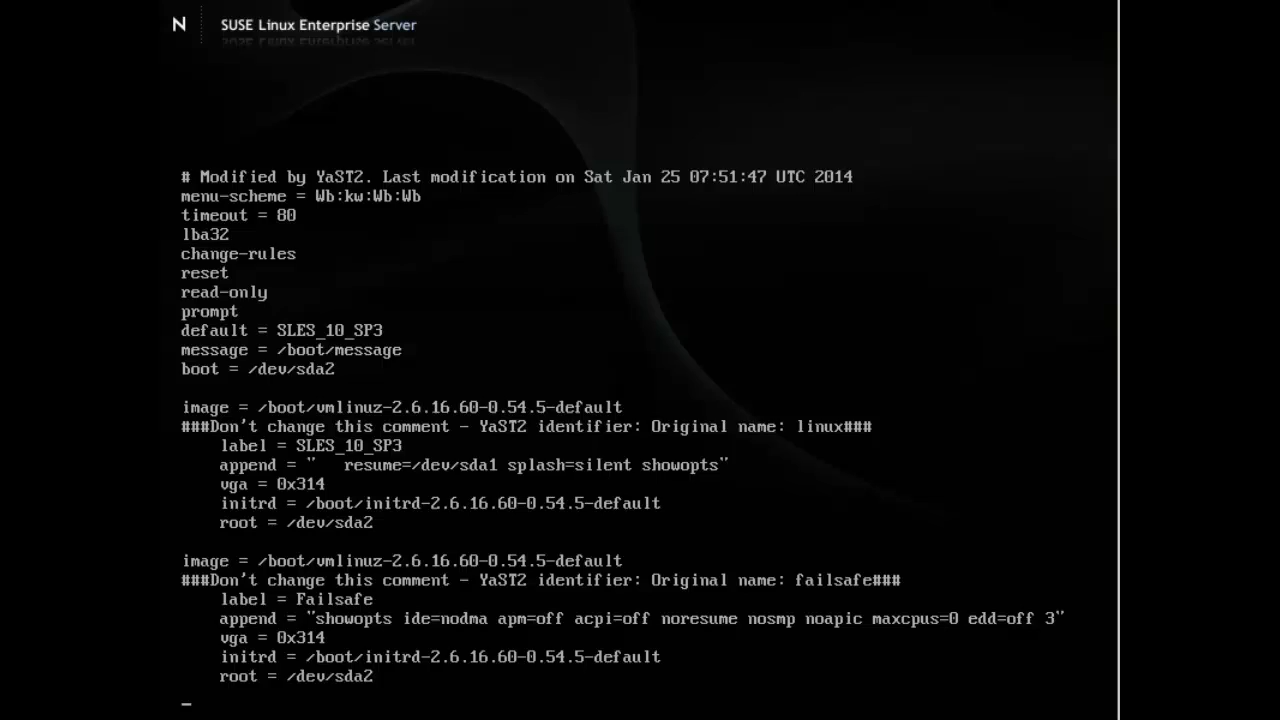 N SUSE Linux Enterprise Server
# Modified by YaST2. Last modification on Sat Jan 25 07:51:47 UTC 2014
menu-scheme = Wb:kw:Wb:Wb
timeout = 80
lba32
change-rules
reset
read-only
prompt
default = SLES_10_SP3
message = /boot/message
boot = /dev/sda2

image = /boot/vmlinuz-2.6.16.60-0.54.5-default
###Don't change this comment - YaST2 identifier: Original name: linux###
    label = SLES_10_SP3
    append = "   resume=/dev/sda1 splash=silent showopts"
    vga = 0x314
    initrd = /boot/initrd-2.6.16.60-0.54.5-default
    root = /dev/sda2

image = /boot/vmlinuz-2.6.16.60-0.54.5-default
###Don't change this comment - YaST2 identifier: Original name: failsafe###
    label = Failsafe
    append = "showopts ide=nodma apm=off acpi=off noresume nosmp noapic maxcpus=0 edd=off 3"
    vga = 0x314
    initrd = /boot/initrd-2.6.16.60-0.54.5-default
    root = /dev/sda2
_